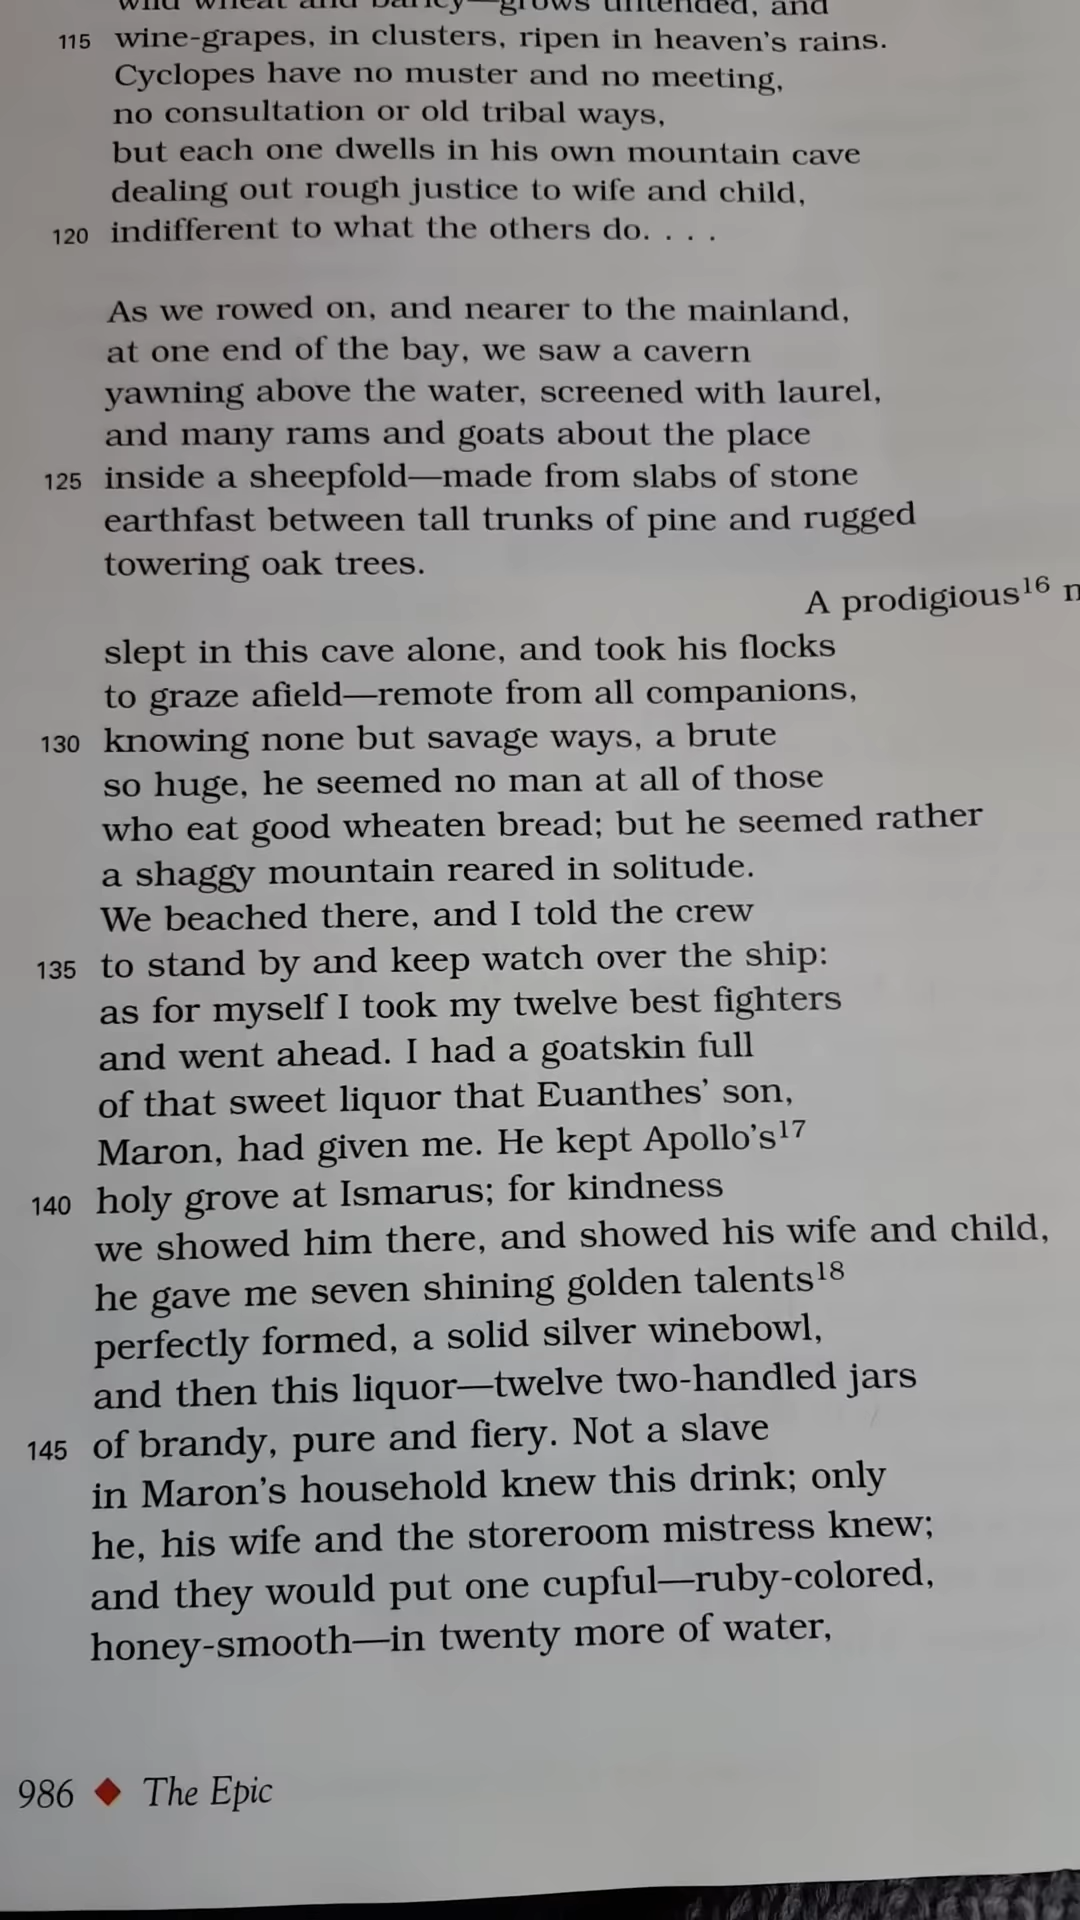 wild wheat and barley—grows untended, and
115 wine-grapes, in clusters, ripen in heaven's rains.
Cyclopes have no muster and no meeting,
no consultation or old tribal ways,
but each one dwells in his own mountain cave
dealing out rough justice to wife and child,
120 indifferent to what the others do. . . .
As we rowed on, and nearer to the mainland,
at one end of the bay, we saw a cavern
yawning above the water, screened with laurel,
and many rams and goats about the place
125 inside a sheepfold—made from slabs of stone
earthfast between tall trunks of pine and rugged
towering oak trees.
A prodigious16
slept in this cave alone, and took his flocks
to graze afield—remote from all companions,
130 knowing none but savage ways, a brute
so huge, he seemed no man at all of those
who eat good wheaten bread; but he seemed rather
a shaggy mountain reared in solitude.
We beached there, and I told the crew
135 to stand by and keep watch over the ship:
as for myself I took my twelve best fighters
and went ahead. I had a goatskin full
of that sweet liquor that Euanthes' son,
Maron, had given me. He kept Apollo's17
140 holy grove at Ismarus; for kindness
we showed him there, and showed his wife and child,
he gave me seven shining golden talents18
perfectly formed, a solid silver winebowl,
and then this liquor—twelve two-handled jars
145 of brandy, pure and fiery. Not a slave
in Maron's household knew this drink; only
he, his wife and the storeroom mistress knew;
and they would put one cupful—ruby-colored,
honey-smooth—in twenty more of water,
986 ◆ The Epic